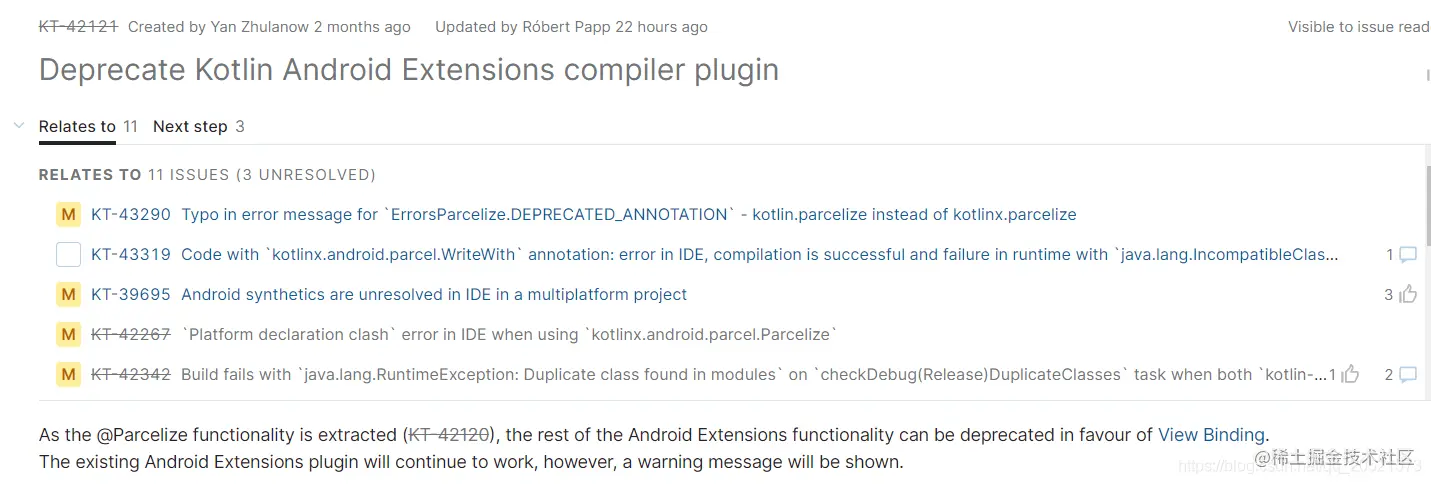 KT-42121 Created by Yan Zhulanow 2 months ago Updated by Róbert Papp 22 hours ago Visible to issue read
Deprecate Kotlin Android Extensions compiler plugin
Relates to 11 Next step 3
RELATES TO 11 ISSUES (3 UNRESOLVED)
M KT-43290 Typo in error message for `ErrorsParcelize.DEPRECATED_ANNOTATION` - kotlin.parcelize instead of kotlinx.parcelize
KT-43319 Code with `kotlinx.android.parcel.WriteWith` annotation: error in IDE, compilation is successful and failure in runtime with `java.lang.IncompatibleClas... 1
M KT-39695 Android synthetics are unresolved in IDE in a multiplatform project 3
M KT-42267 `Platform declaration clash` error in IDE when using `kotlinx.android.parcel.Parcelize`
M KT-42342 Build fails with `java.lang.RuntimeException: Duplicate class found in modules` on `checkDebug(Release)DuplicateClasses` task when both `kotlin-... 1 2
As the @Parcelize functionality is extracted (KT-42120), the rest of the Android Extensions functionality can be deprecated in favour of View Binding.
The existing Android Extensions plugin will continue to work, however, a warning message will be shown.
@稀土掘金技术社区